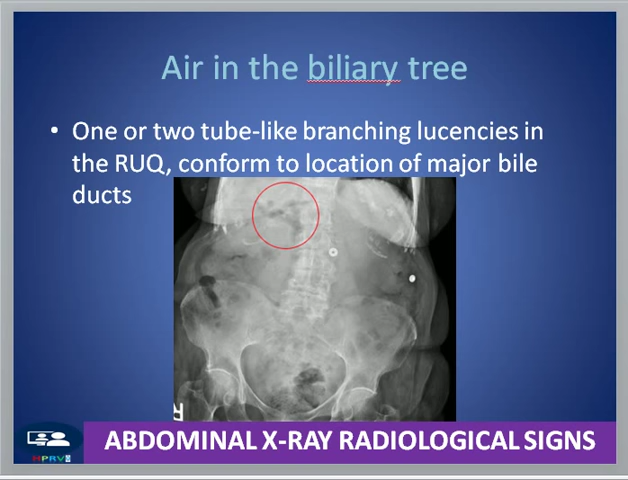 Air in the biliary tree
• One or two tube-like branching lucencies in
the RUQ, conform to location of major bile
ducts
R
ABDOMINAL X-RAY RADIOLOGICAL SIGNS